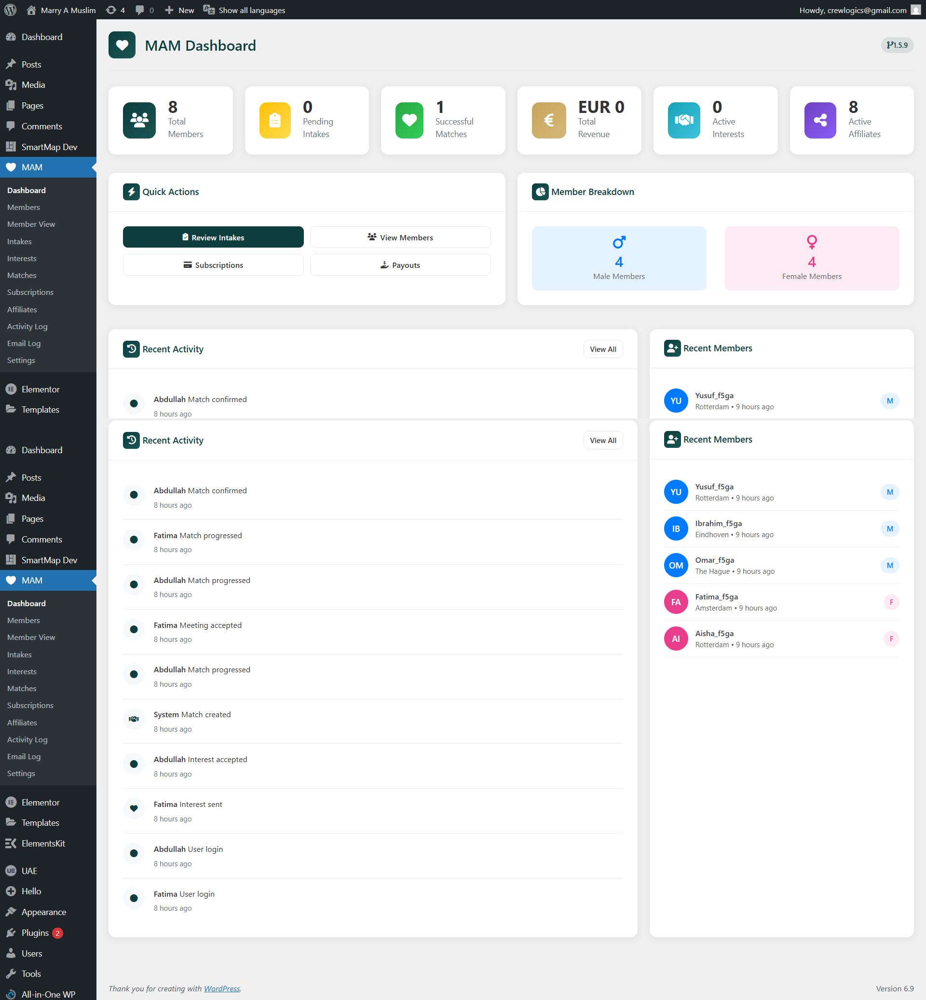 Marry A Muslim 4 0 New Show all languages Howdy, crewlogics@gmail.com
Dashboard
Posts
Media
Pages
Comments
SmartMap Dev
MAM
Dashboard
Members
Member View
Intakes
Interests
Matches
Subscriptions
Affiliates
Activity Log
Email Log
Settings
Elementor
Templates
MAM Dashboard
1.5.9
8
Total
Members
0
Pending
Intakes
1
Successful
Matches
EUR 0
Total
Revenue
0
Active
Interests
8
Active
Affiliates
Quick Actions
Review Intakes
View Members
Subscriptions
Payouts
Member Breakdown
4
Male Members
4
Female Members
Recent Activity
View All
Abdullah Match confirmed
8 hours ago
Recent Members
YU
Yusuf_f5ga
Rotterdam • 9 hours ago
M
Dashboard
Posts
Media
Pages
Comments
SmartMap Dev
MAM
Dashboard
Members
Member View
Intakes
Interests
Matches
Subscriptions
Affiliates
Activity Log
Email Log
Settings
Elementor
Templates
ElementsKit
UAE
Hello
Appearance
Plugins 2
Users
Tools
All-in-One WP
Recent Activity
View All
Abdullah Match confirmed
8 hours ago
Fatima Match progressed
8 hours ago
Abdullah Match progressed
8 hours ago
Fatima Meeting accepted
8 hours ago
Abdullah Match progressed
8 hours ago
System Match created
8 hours ago
Abdullah Interest accepted
8 hours ago
Fatima Interest sent
8 hours ago
Abdullah User login
8 hours ago
Fatima User login
8 hours ago
Recent Members
YU
Yusuf_f5ga
Rotterdam • 9 hours ago
M
IB
Ibrahim_f5ga
Eindhoven • 9 hours ago
M
OM
Omar_f5ga
The Hague • 9 hours ago
M
FA
Fatima_f5ga
Amsterdam • 9 hours ago
F
AI
Aisha_f5ga
Rotterdam • 9 hours ago
F
Thank you for creating with WordPress.
Version 6.9